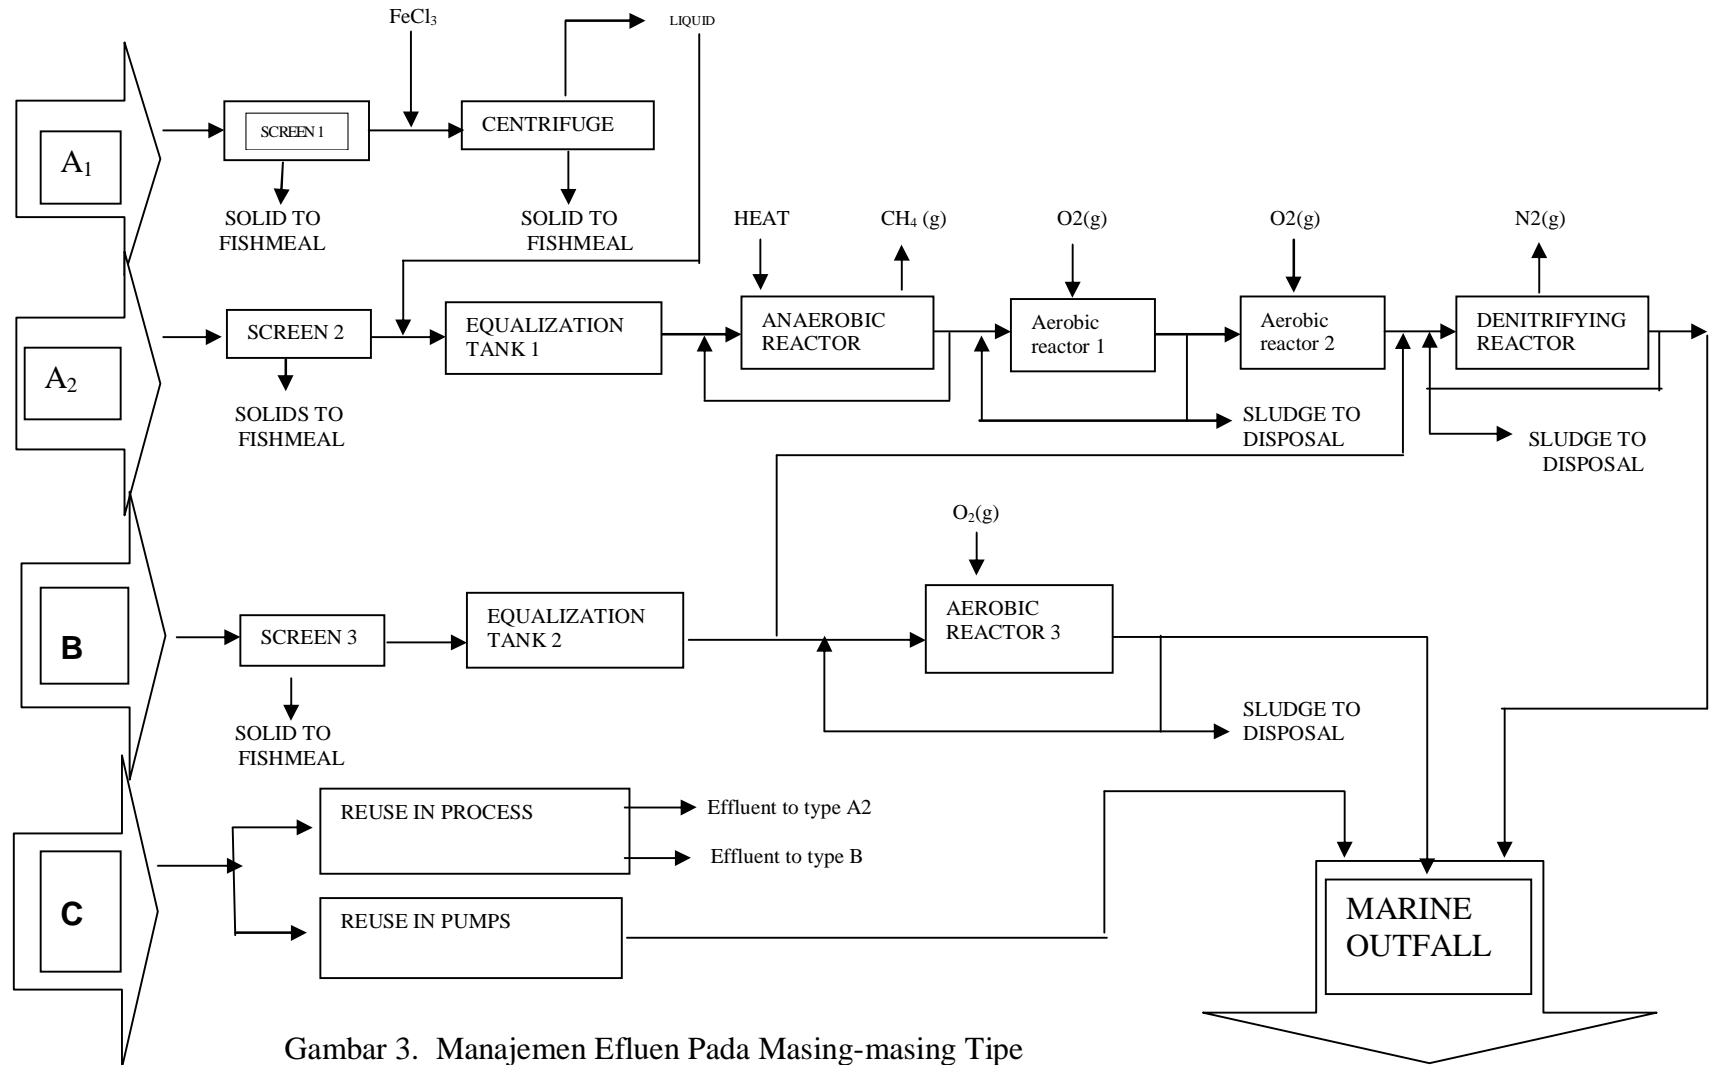 FeCl₃
LIQUID
A₁
SCREEN 1
CENTRIFUGE
SOLID TO
FISHMEAL
SOLID TO
FISHMEAL
HEAT
CH₄ (g)
O2(g)
O2(g)
N2(g)
A₂
SCREEN 2
EQUALIZATION
TANK 1
ANAEROBIC
REACTOR
Aerobic
reactor 1
Aerobic
reactor 2
DENITRIFYING
REACTOR
SOLIDS TO
FISHMEAL
SLUDGE TO
DISPOSAL
SLUDGE TO
DISPOSAL
O₂(g)
B
SCREEN 3
EQUALIZATION
TANK 2
AEROBIC
REACTOR 3
SOLID TO
FISHMEAL
SLUDGE TO
DISPOSAL
C
REUSE IN PROCESS
Effluent to type A2
Effluent to type B
REUSE IN PUMPS
MARINE
OUTFALL
Gambar 3. Manajemen Efluen Pada Masing-masing Tipe